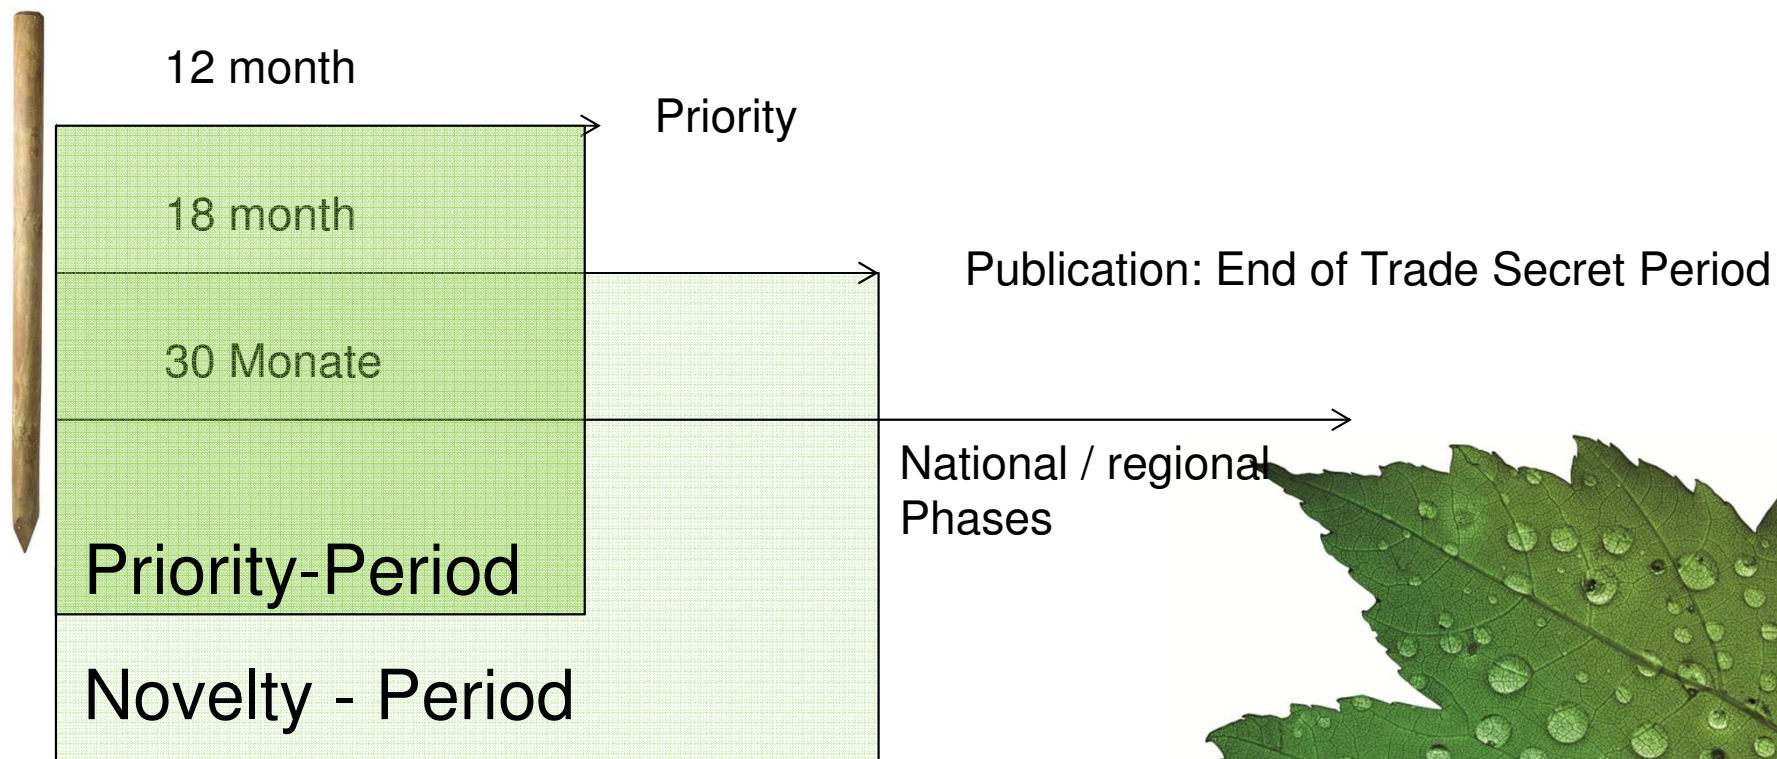 12 month
Priority
18 month
Publication: End of Trade Secret Period
30 Monate
National / regional
Phases
Priority-Period
Novelty - Period